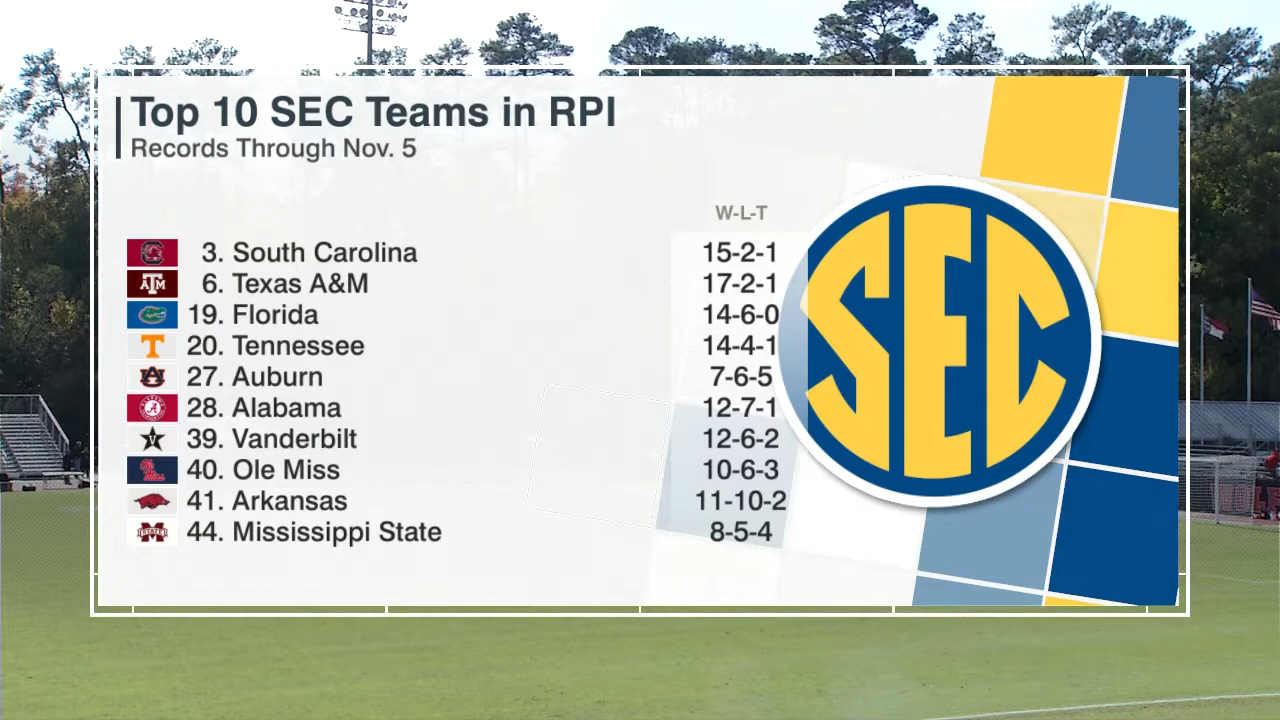 Top 10 SEC Teams in RPI
Records Through Nov. 5
W-L-T
3. South Carolina 15-2-1
6. Texas A&M 17-2-1
19. Florida 14-6-0
20. Tennessee 14-4-1
27. Auburn 7-6-5
28. Alabama 12-7-1
39. Vanderbilt 12-6-2
40. Ole Miss 10-6-3
41. Arkansas 11-10-2
44. Mississippi State 8-5-4
SEC